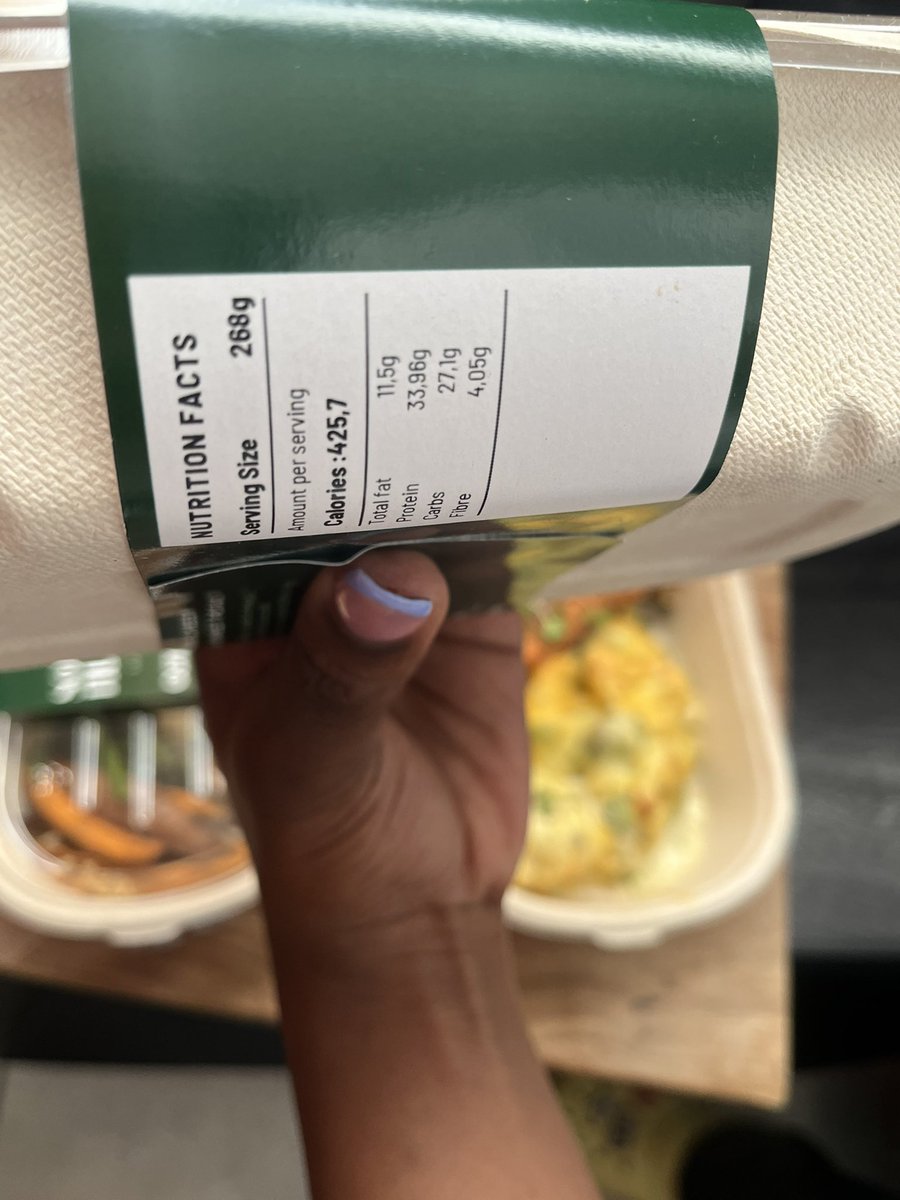 NUTRITION FACTS
Serving Size 268g
Amount per serving
Calories :425,7
Total fat 11,5g
Protein 33,96g
Carbs 27,1g
Fibre 4,05g